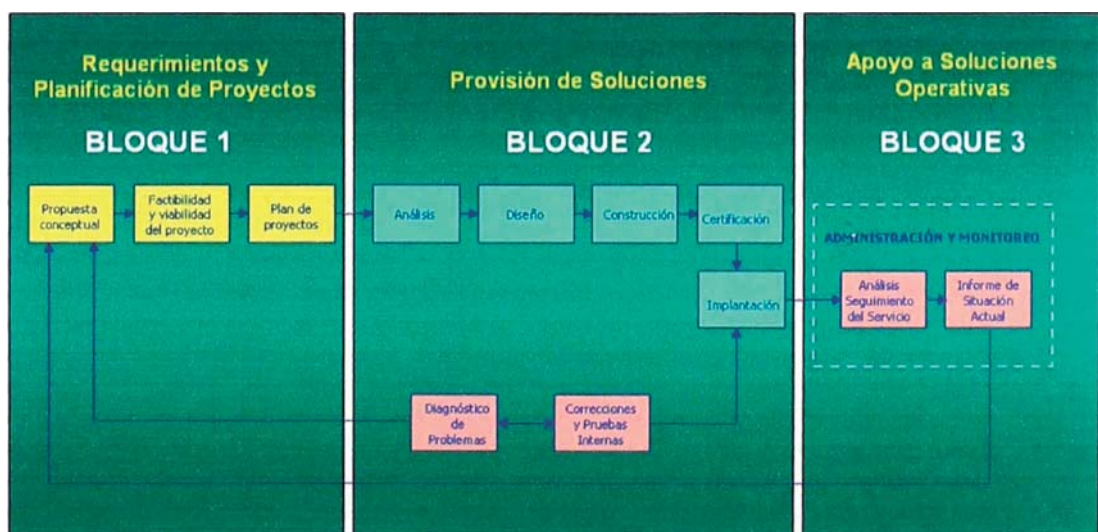 Requerimientos y
Planificación de Proyectos
BLOQUE 1
Propuesta
conceptual
Factibilidad
y viabilidad
del proyecto
Plan de
proyectos
Provisión de Soluciones
BLOQUE 2
Análisis
Diseño
Construcción
Certificación
Implantación
Diagnóstico
de
Problemas
Correcciones
y Pruebas
Internas
Apoyo a Soluciones
Operativas
BLOQUE 3
ADMINISTRACIÓN Y MONITOREO
Análisis
Seguimiento
del Servicio
Informe de
Situación
Actual